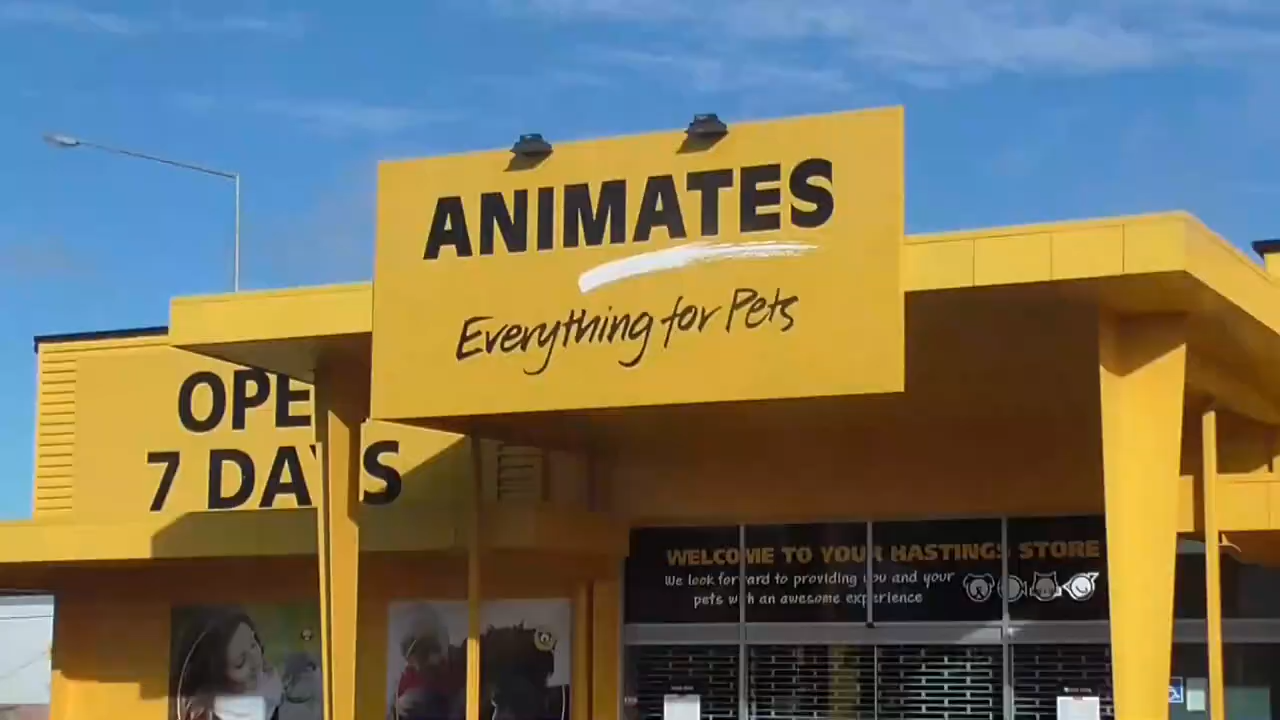 ANIMATES
Everything for Pets
OPEN
7 DAYS
WELCOME TO YOUR HASTINGS STORE
We look forward to providing you and your
pets with an awesome experience